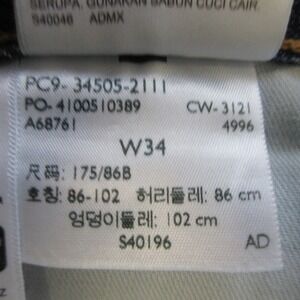 SERUPA, GUNAKAN SABUN CUCI CAIR.
S40046 ADMX
PC9- 34505-2111
PO- 4100510389 CW- 3121
A68761 4996
W34
尺码: 175/86B
호칭: 86-102 허리둘레: 86 cm
엉덩이둘레: 102 cm
S40196 AD